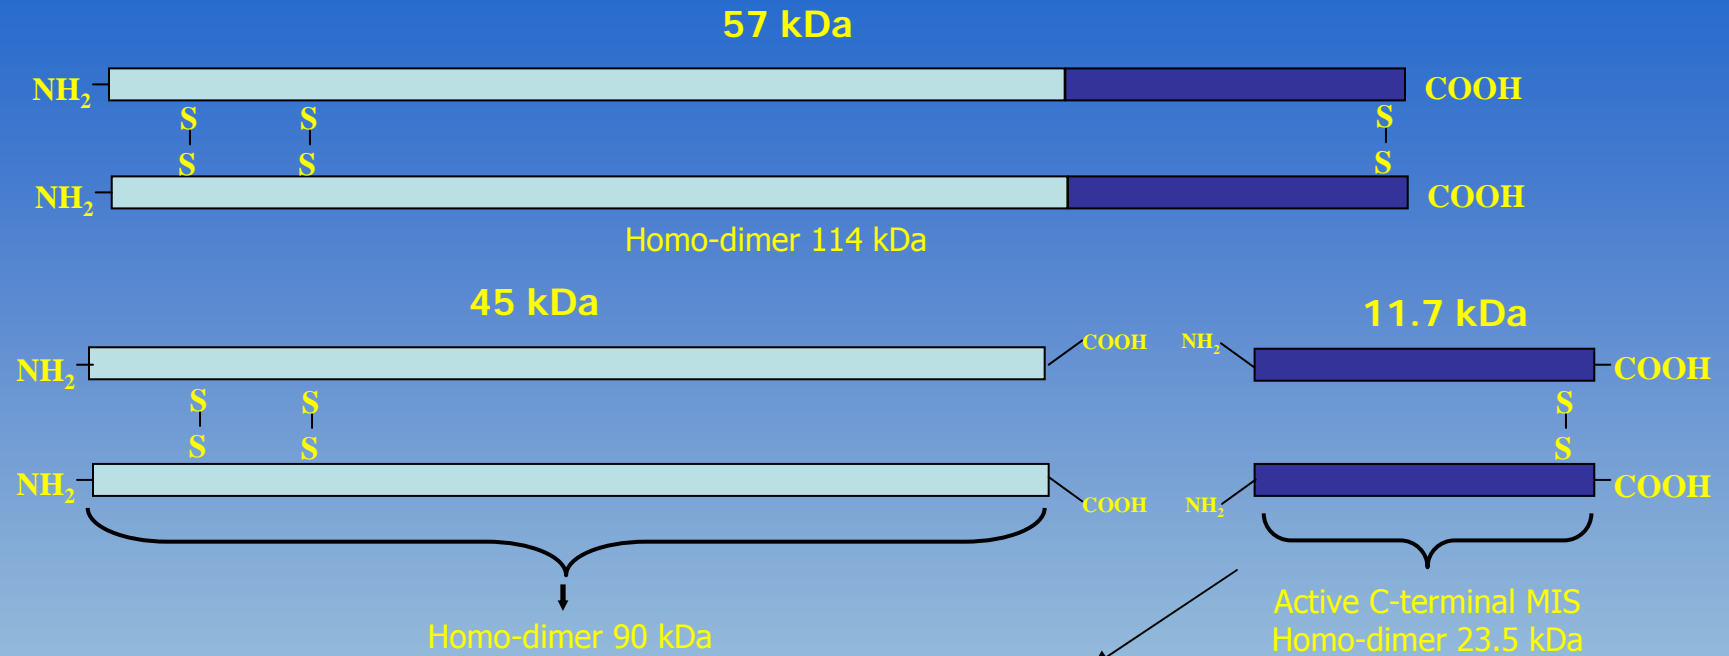 57 kDa
NH₂ COOH
S S S
S S S
NH₂ COOH
Homo-dimer 114 kDa
45 kDa 11.7 kDa
COOH NH₂
NH₂ COOH
S S S
S S S
NH₂ COOH
COOH NH₂
Active C-terminal MIS
Homo-dimer 90 kDa Homo-dimer 23.5 kDa